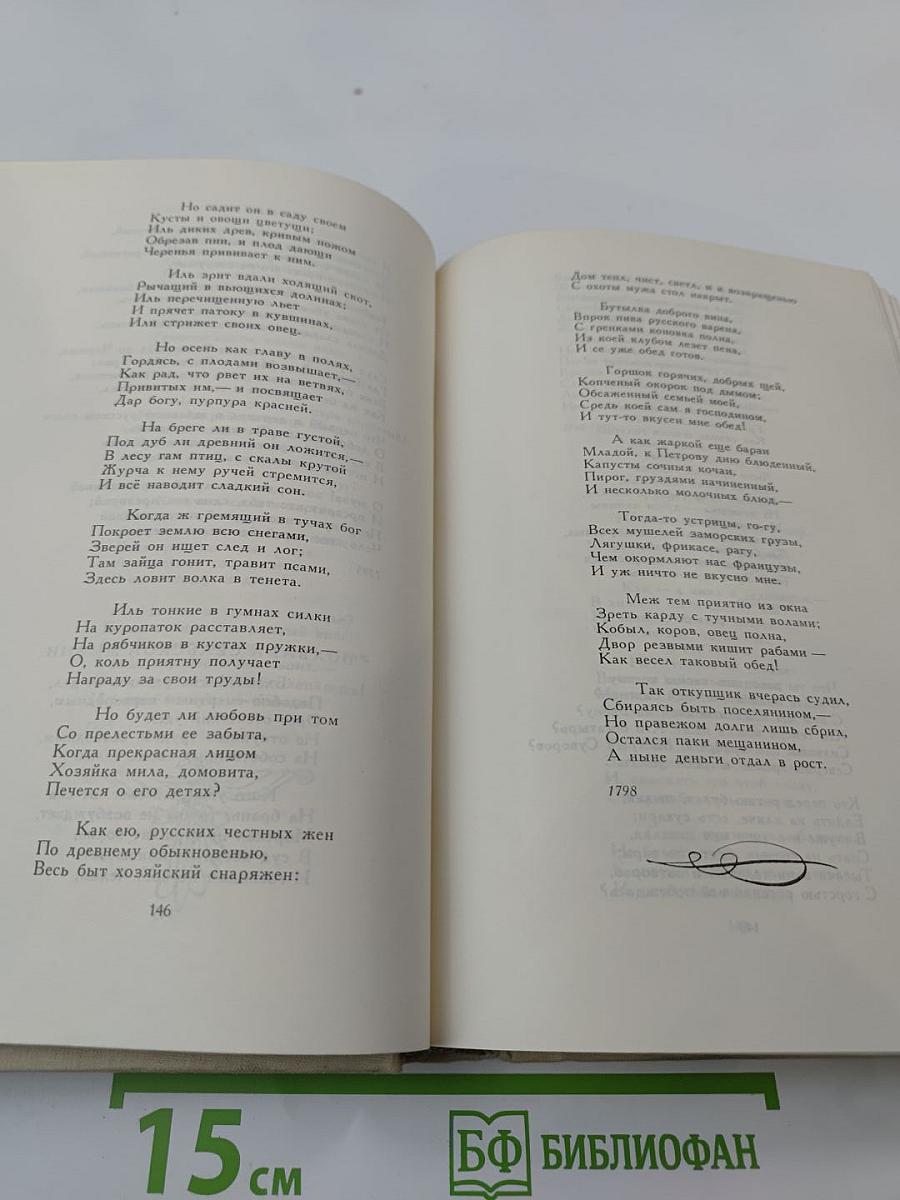 Но садит он в саду своем
Кусты и овощи цветущи;
Иль диких древ, кривым ножом
Обрезав пни, и плод дающи
Черенья прививает к ним.
Иль зрит вдали ходящий скот,
Рычащий в вьющихся долинах;
Иль перечищенную льет
И прячет патоку в кувшинах,
Или стрижет своих овец.
Но осень как главу в полях,
Гордясь, с плодами возвышает,—
Как рад, что рвет их на ветвях,
Привитых им,— и посвящает
Дар богу, пурпура красней.
На бреге ли в траве густой,
Под дуб ли древний он ложится,—
В лесу гам птиц, с скалы крутой
Журча к нему ручей стремится,
И всё наводит сладкий сон.
Когда ж гремящий в тучах бог
Покроет землю всю снегами,
Зверей он ищет след и лог;
Там зайца гонит, травит псами,
Здесь ловит волка в тенета.
Иль тонкие в гумнах силки
На куропаток расставляет,
На рябчиков в кустах пружки,—
О, коль приятну получает
Награду за свои труды!
Но будет ли любовь при том
Со прелестьми ее забыта,
Когда прекрасная лицом
Хозяйка мила, домовита,
Печется о его детях?
Как ею, русских честных жен
По древнему обыкновенью,
Весь быт хозяйский снаряжен:
146
Дом тепл, чист, светл, и к возвращенью
С охоты мужа стол накрыт.
Бутылка доброго вина,
Впрок пива русского варена,
С гренками коновка полна,
Из коей клубом лезет пена,
И се уже обед готов.
Горшок горячих, добрых щей,
Копченый окорок под дымом;
Обсаженный семьей моей,
Средь коей сам я господином,
И тут-то вкусен мне обед!
А как жаркой еще баран
Младой, к Петрову дню блюденный,
Капусты сочныя кочан,
Пирог, груздями начиненный,
И несколько молочных блюд,—
Тогда-то устрицы, го-гу,
Всех мушелей заморских грузы,
Лягушки, фрикасе, рагу,
Чем окормляют нас французы,
И уж ничто не вкусно мне.
Меж тем приятно из окна
Зреть карду с тучными волами;
Кобыл, коров, овец полна,
Двор резвыми кишит рабами —
Как весел таковый обед!
Так откупщик вчерась судил,
Сбираясь быть поселянином,—
Но правежом долги лишь сбрил,
Остался паки мещанином,
А ныне деньги отдал в рост.
1798
15 см
БФ БИБЛИОФАН